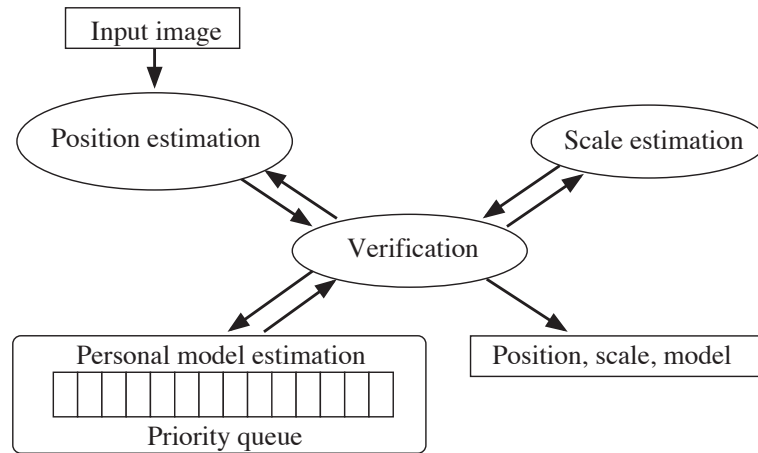 Input image
Position estimation
Scale estimation
Verification
Personal model estimation
Priority queue
Position, scale, model